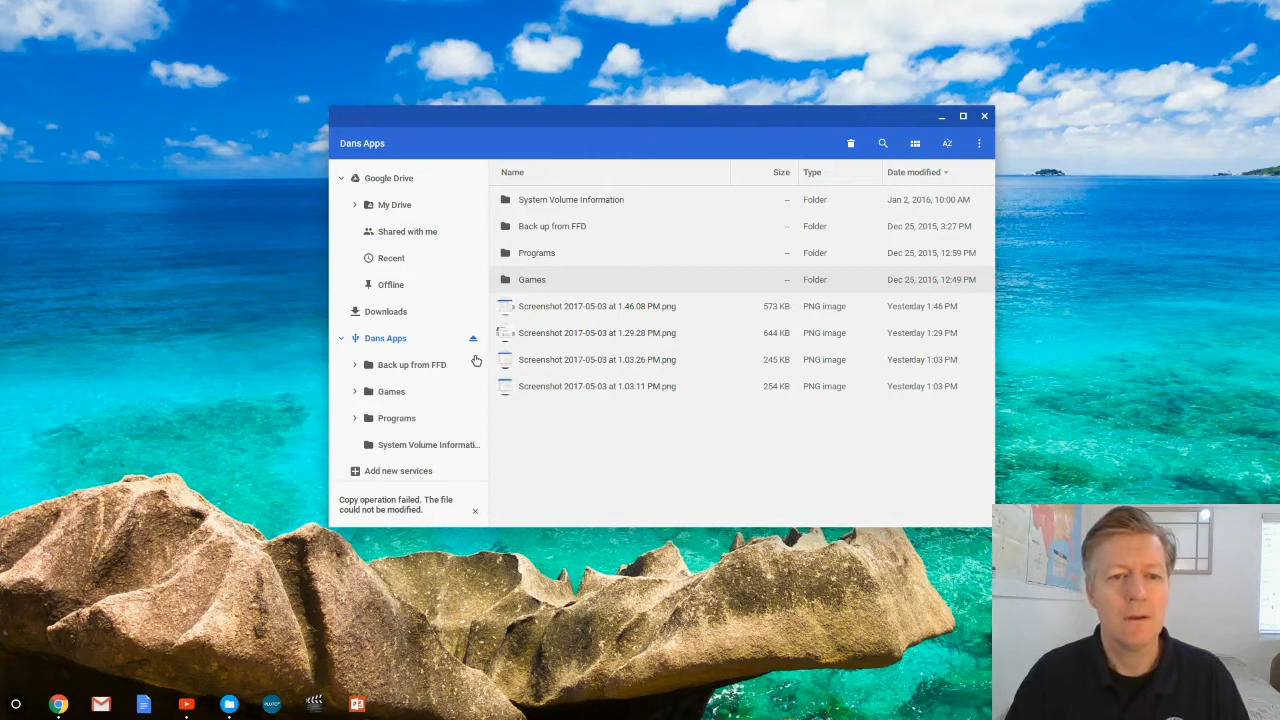 Dans Apps
AZ
Google Drive
My Drive
Shared with me
Recent
Offline
Downloads
Dans Apps
Back up from FFD
Games
Programs
System Volume Informati...
Add new services
Copy operation failed. The file
could not be modified.
Name Size Type Date modified
System Volume Information -- Folder Jan 2, 2016, 10:00 AM
Back up from FFD -- Folder Dec 25, 2015, 3:27 PM
Programs -- Folder Dec 25, 2015, 12:59 PM
Games -- Folder Dec 25, 2015, 12:49 PM
Screenshot 2017-05-03 at 1.46.08 PM.png 573 KB PNG image Yesterday 1:46 PM
Screenshot 2017-05-03 at 1.29.28 PM.png 644 KB PNG image Yesterday 1:29 PM
Screenshot 2017-05-03 at 1.03.26 PM.png 245 KB PNG image Yesterday 1:03 PM
Screenshot 2017-05-03 at 1.03.11 PM.png 254 KB PNG image Yesterday 1:03 PM
PLUTO